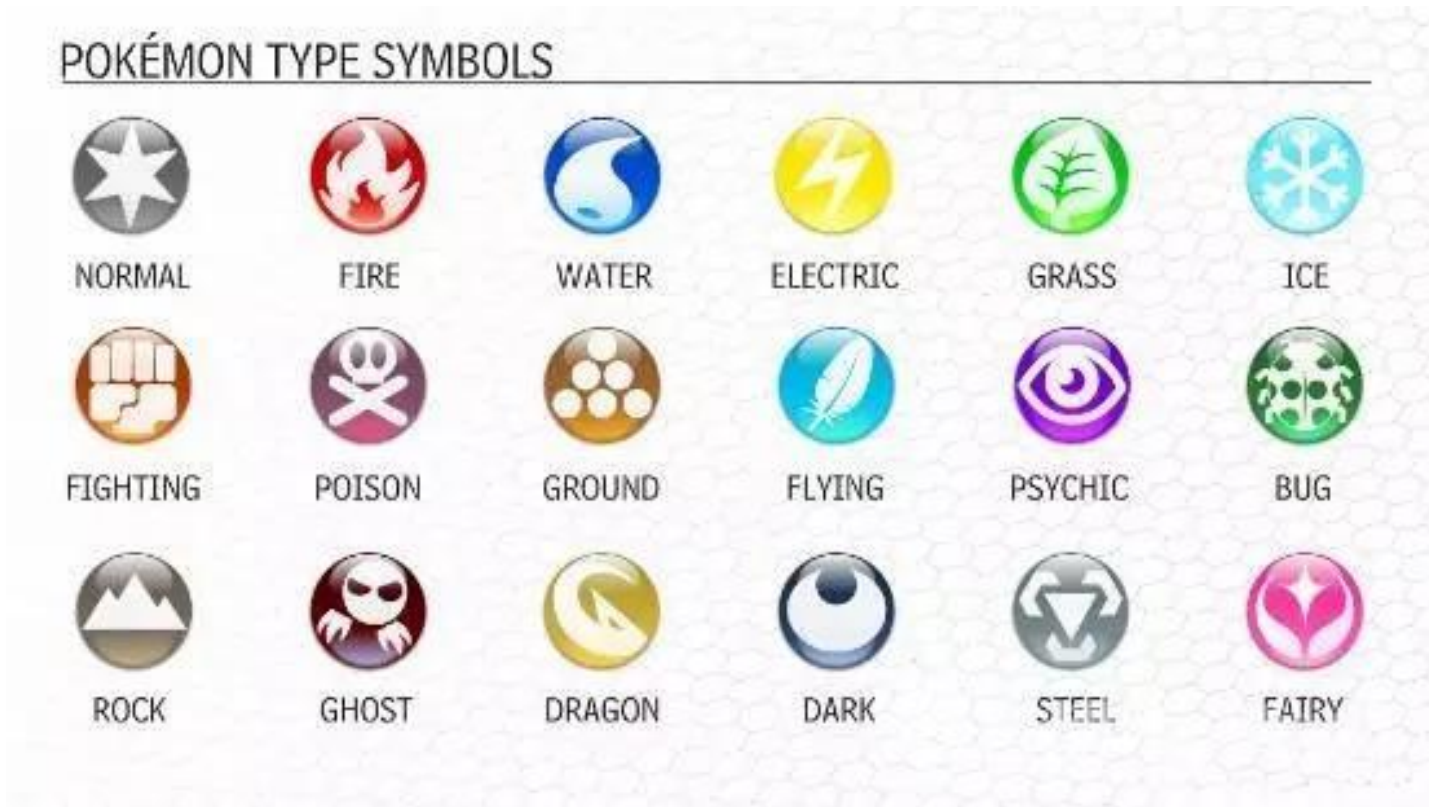 POKÉMON TYPE SYMBOLS
NORMAL FIRE WATER ELECTRIC GRASS ICE
FIGHTING POISON GROUND FLYING PSYCHIC BUG
ROCK GHOST DRAGON DARK STEEL FAIRY